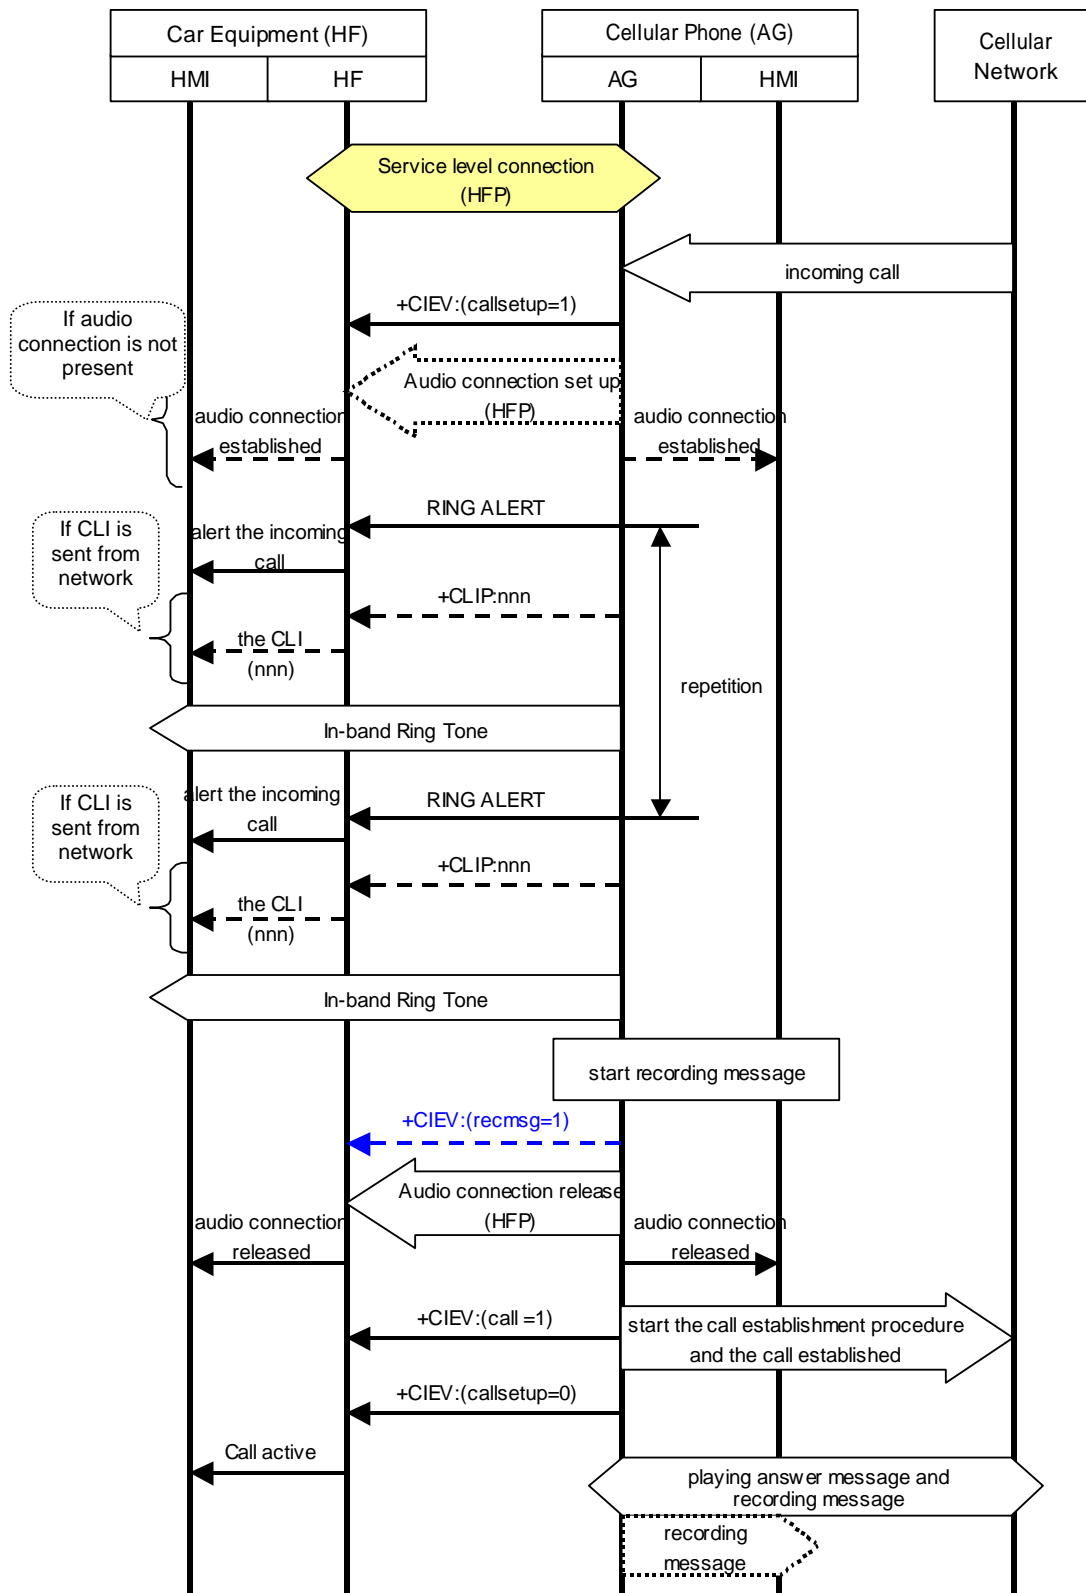 Car Equipment (HF)
Cellular Phone (AG)
Cellular
Network
HMI
HF
AG
HMI
Service level connection
(HFP)
incoming call
+CIEV:(callsetup=1)
If audio
connection is not
present
Audio connection set up
(HFP)
audio connection
established
audio connection
established
RING ALERT
If CLI is
sent from
network
alert the incoming
call
+CLIP:nnn
the CLI
(nnn)
repetition
In-band Ring Tone
If CLI is
sent from
network
alert the incoming
call
RING ALERT
+CLIP:nnn
the CLI
(nnn)
In-band Ring Tone
start recording message
+CIEV:(recmsg=1)
Audio connection release
(HFP)
audio connection
released
audio connection
released
+CIEV:(call =1)
start the call establishment procedure
and the call established
+CIEV:(callsetup=0)
Call active
playing answer message and
recording message
recording
message